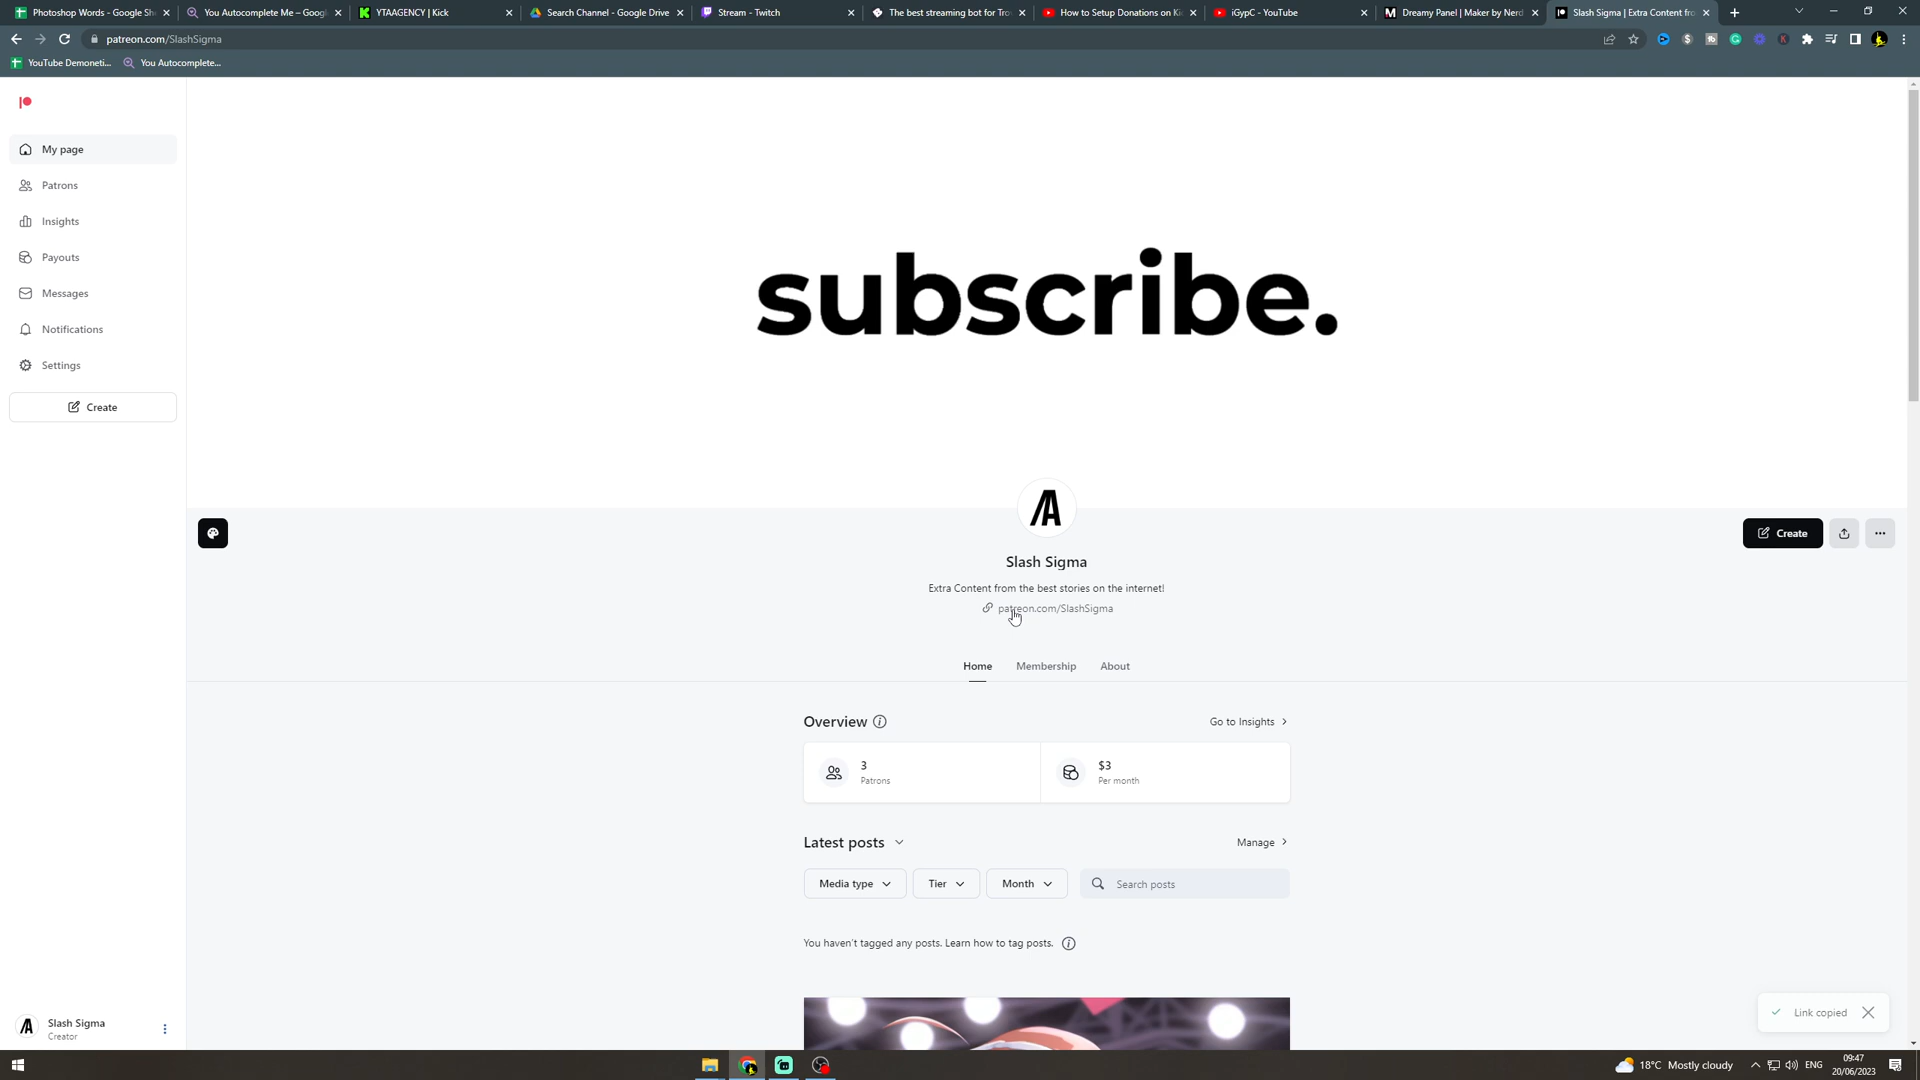 Photoshop Words - Google Sh
You Autocomplete Me – Goog
YTAAGENCY | Kick
Search Channel - Google Drive
Stream - Twitch
The best streaming bot for Tro
How to Setup Donations on Ki
iGypC - YouTube
Dreamy Panel | Maker by Nerd
Slash Sigma | Extra Content fro
patreon.com/SlashSigma
YouTube Demoneti...
You Autocomplete...
My page
Patrons
Insights
Payouts
Messages
Notifications
Settings
Create
subscribe.
Create
Slash Sigma
Extra Content from the best stories on the internet!
patreon.com/SlashSigma
Home
Membership
About
Overview
Go to Insights
3
Patrons
$3
Per month
Latest posts
Manage
Media type
Tier
Month
Search posts
You haven't tagged any posts. Learn how to tag posts.
Link copied
Slash Sigma
Creator
18°C Mostly cloudy
ENG
09:47
20/06/2023